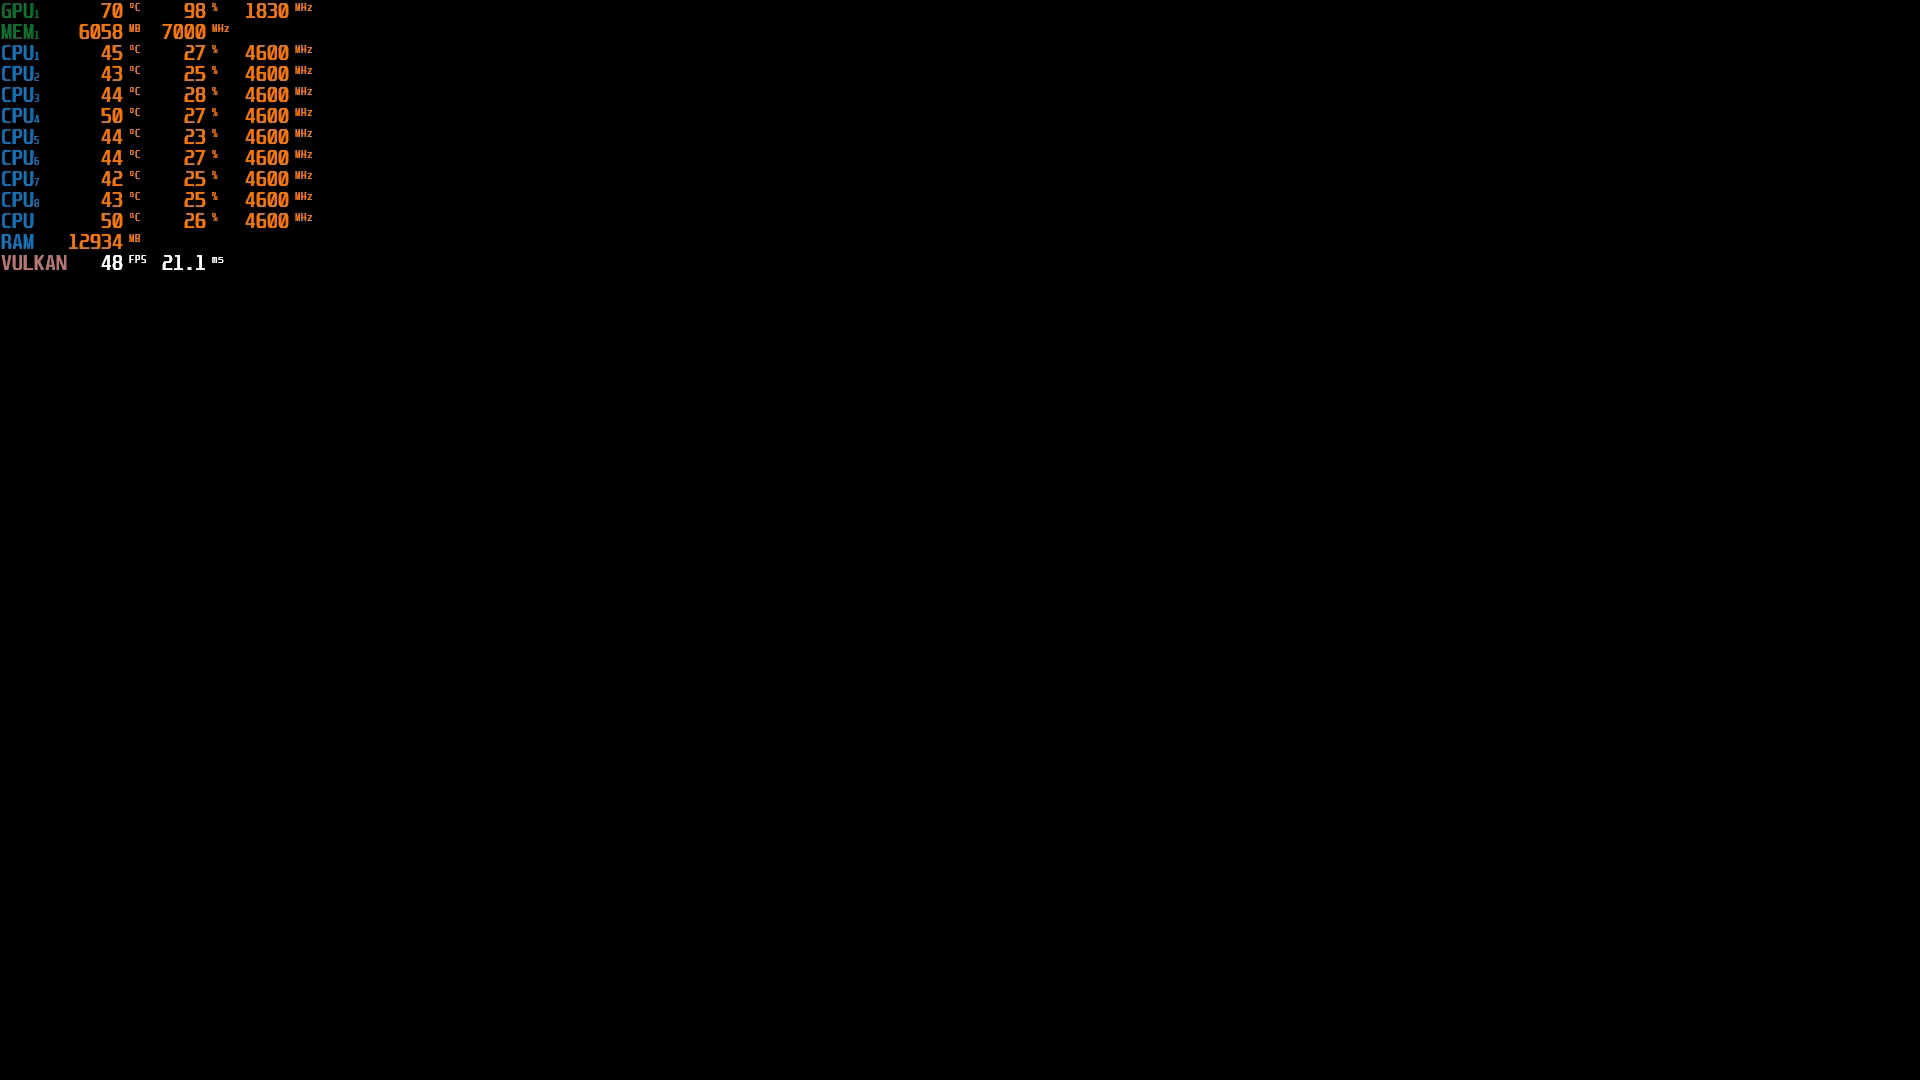 GPU1 70 °C 98 % 1830 MHz
MEM1 6058 MB 7000 MHz
CPU1 45 °C 27 % 4600 MHz
CPU2 43 °C 25 % 4600 MHz
CPU3 44 °C 28 % 4600 MHz
CPU4 50 °C 27 % 4600 MHz
CPU5 44 °C 23 % 4600 MHz
CPU6 44 °C 27 % 4600 MHz
CPU7 42 °C 25 % 4600 MHz
CPU8 43 °C 25 % 4600 MHz
CPU 50 °C 26 % 4600 MHz
RAM 12934 MB
VULKAN 48 FPS 21.1 ms